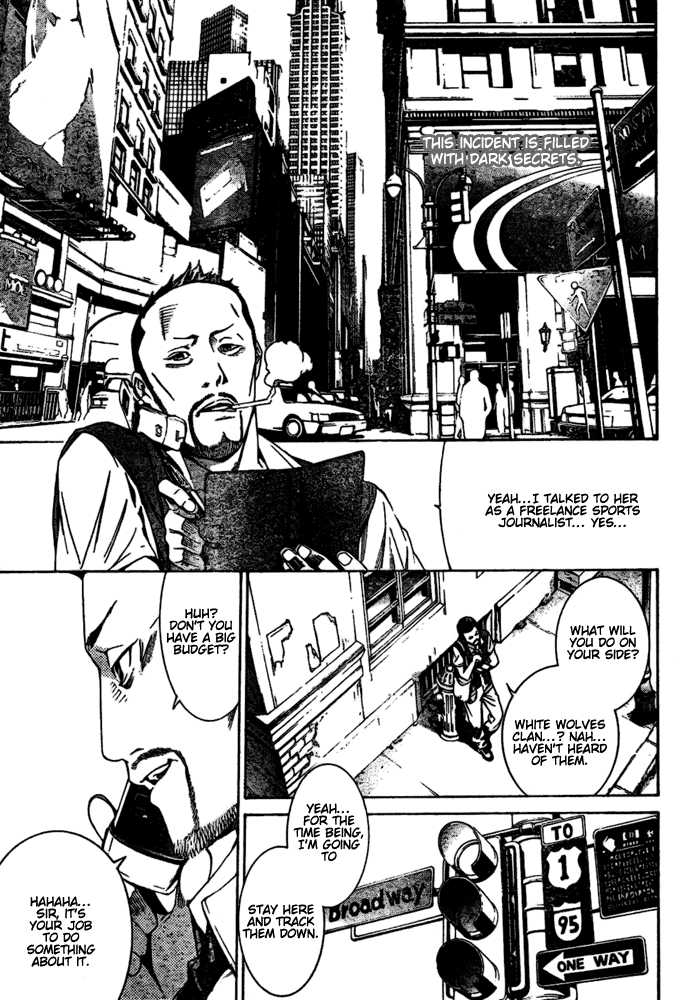 THIS INCIDENT IS FILLED
WITH DARK SECRETS.
S L
YEAH...I TALKED TO HER
AS A FREELANCE SPORTS
JOURNALIST... YES...
WHAT WILL
YOU DO ON
YOUR SIDE?
WHITE WOLVES
CLAN...? NAH...
HAVEN'T HEARD
OF THEM.
HUH?
DON'T YOU
HAVE A BIG
BUDGET?
HAHAHA...
SIR, IT'S
YOUR JOB
TO DO
SOMETHING
ABOUT IT.
YEAH...
FOR THE
TIME BEING,
I'M GOING
TO
STAY HERE
AND TRACK
THEM DOWN.
Broadway
TO
1
95
ONE WAY